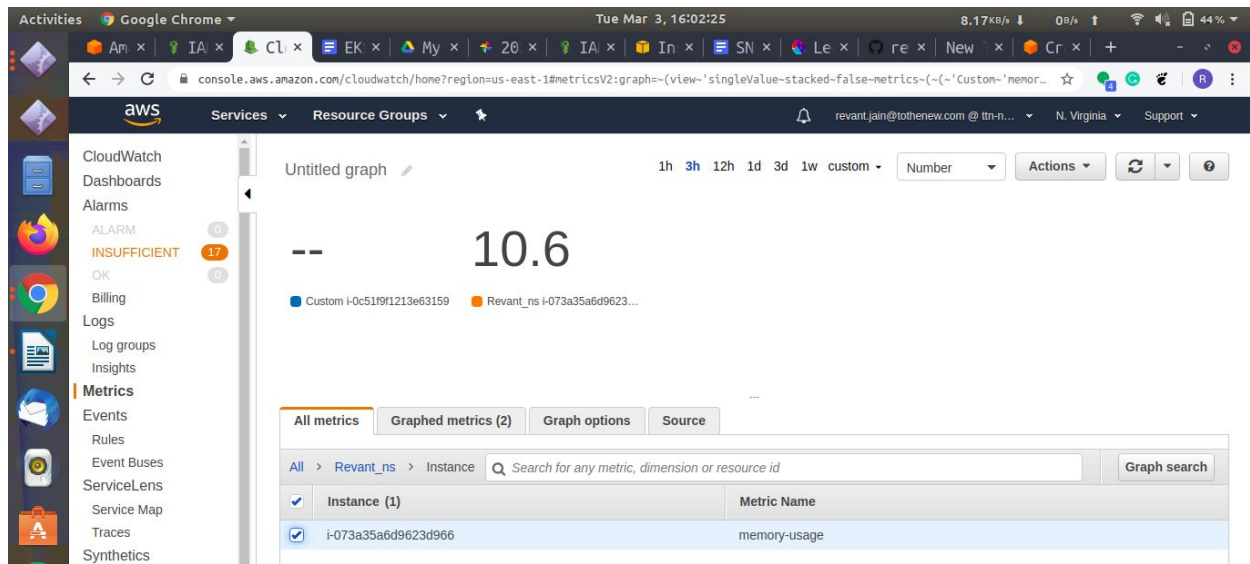 Activities Google Chrome Tue Mar 3, 16:02:25 8.17KB/s 0B/s 44%
Am IA Cl EK My 20 IA In SN Le re New Cr
console.aws.amazon.com/cloudwatch/home?region=us-east-1#metricsV2:graph=~(view~'singleValue~stacked~false~metrics~(~(~'Custom~'memor… 4 R
aws Services Resource Groups revant.jain@tothenew.com @ ttn-n... N. Virginia Support
CloudWatch
Dashboards
Alarms
ALARM 0
INSUFFICIENT 17
OK 0
Billing
Logs
Log groups
Insights
Metrics
Events
Rules
Event Buses
ServiceLens
Service Map
Traces
Synthetics
Untitled graph 1h 3h 12h 1d 3d 1w custom Number Actions
-- 10.6
Custom i-0c51f9f1213e63159 Revant_ns i-073a35a6d9623...
All metrics Graphed metrics (2) Graph options Source
All > Revant_ns > Instance Search for any metric, dimension or resource id Graph search
Instance (1) Metric Name
i-073a35a6d9623d966 memory-usage